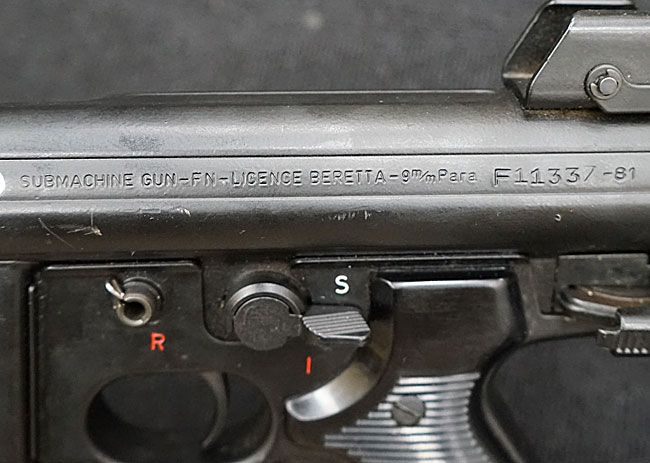 SUBMACHINE GUN-FN-LICENCE BERETTA-9m/mPara F11337-81
S
R
I